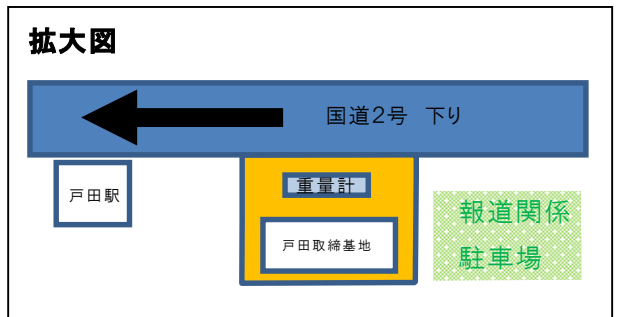 拡大図
国道2号 下り
戸田駅
重量計
戸田取締基地
報道関係
駐車場